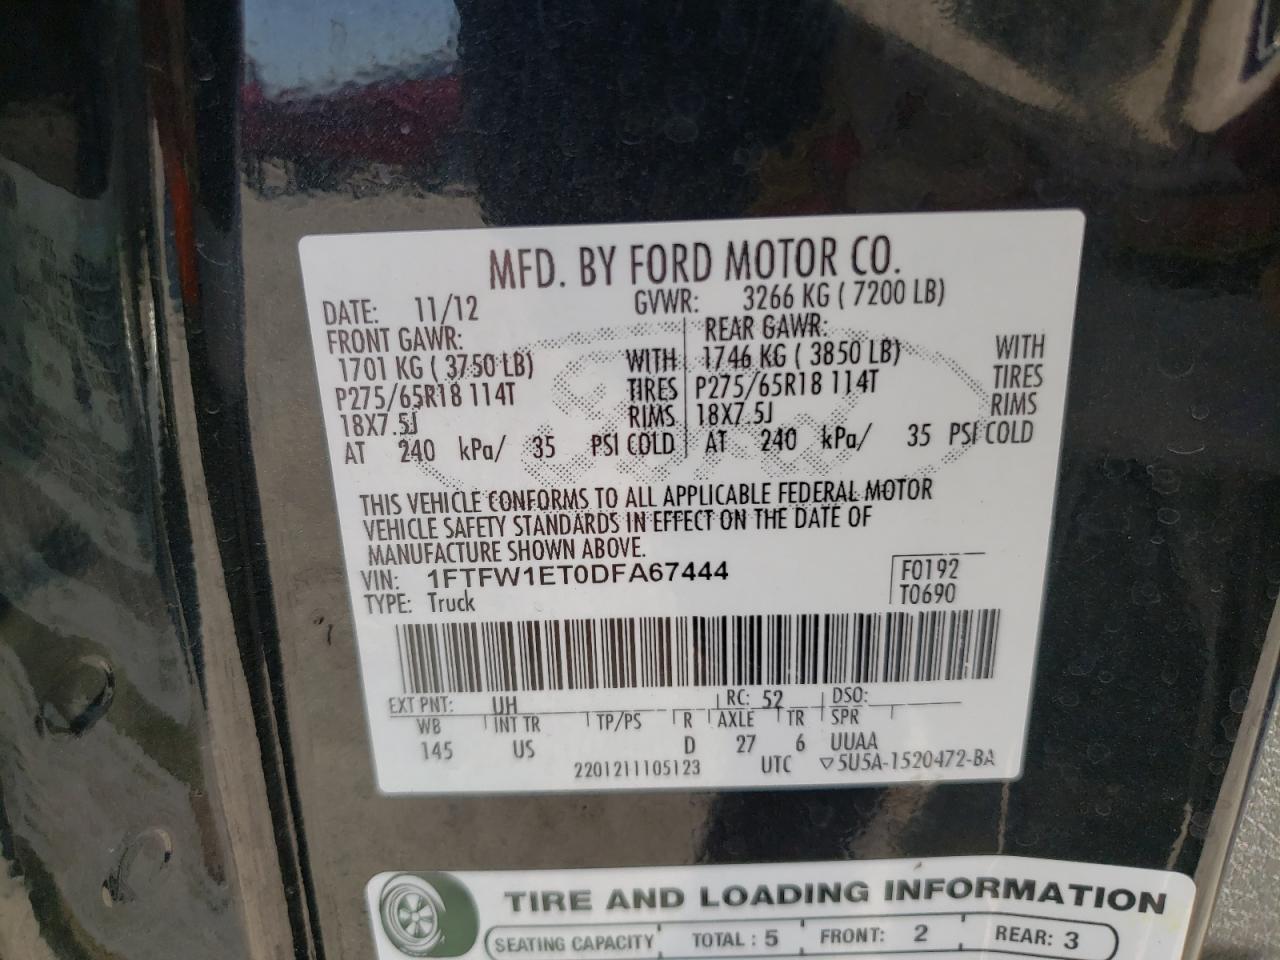 MFD. BY FORD MOTOR CO.
DATE: 11/12 GVWR: 3266 KG ( 7200 LB)
FRONT GAWR: REAR GAWR:
1701 KG ( 3750 LB) WITH 1746 KG ( 3850 LB) WITH
P275/65R18 114T TIRES P275/65R18 114T TIRES
18X7.5J RIMS 18X7.5J RIMS
AT 240 kPa/ 35 PSI COLD AT 240 kPa/ 35 PSI COLD
THIS VEHICLE CONFORMS TO ALL APPLICABLE FEDERAL MOTOR
VEHICLE SAFETY STANDARDS IN EFFECT ON THE DATE OF
MANUFACTURE SHOWN ABOVE.
VIN: 1FTFW1ET0DFA67444 F0192
TYPE: Truck T0690
EXT PNT: UH RC: 52 DSO:
WB INT TR TP/PS R AXLE TR SPR
145 US D 27 6 UUAA
2201211105123 UTC ▽5U5A-1520472-BA
TIRE AND LOADING INFORMATION
SEATING CAPACITY TOTAL : 5 FRONT: 2 REAR: 3